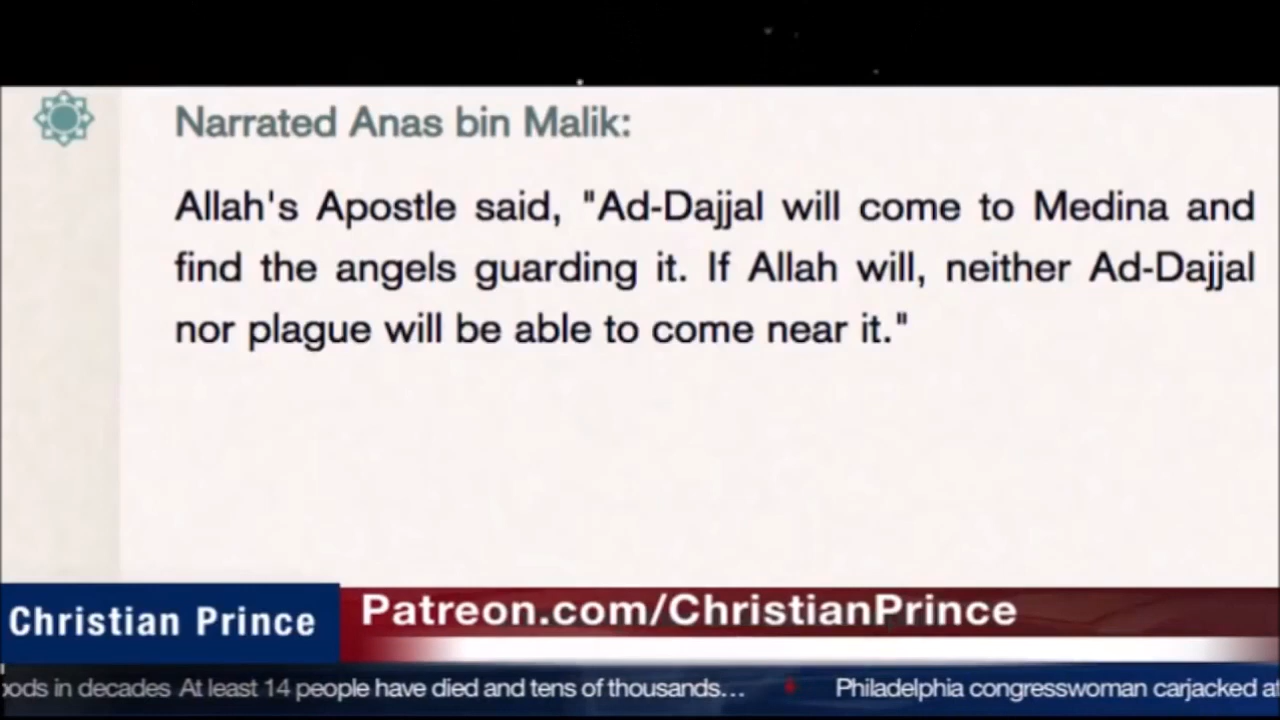 Narrated Anas bin Malik:
Allah's Apostle said, "Ad-Dajjal will come to Medina and
find the angels guarding it. If Allah will, neither Ad-Dajjal
nor plague will be able to come near it."
Christian Prince
Patreon.com/ChristianPrince
in decades At least 14 people have died and tens of thousands...
Philadelphia congresswoman carjacked at